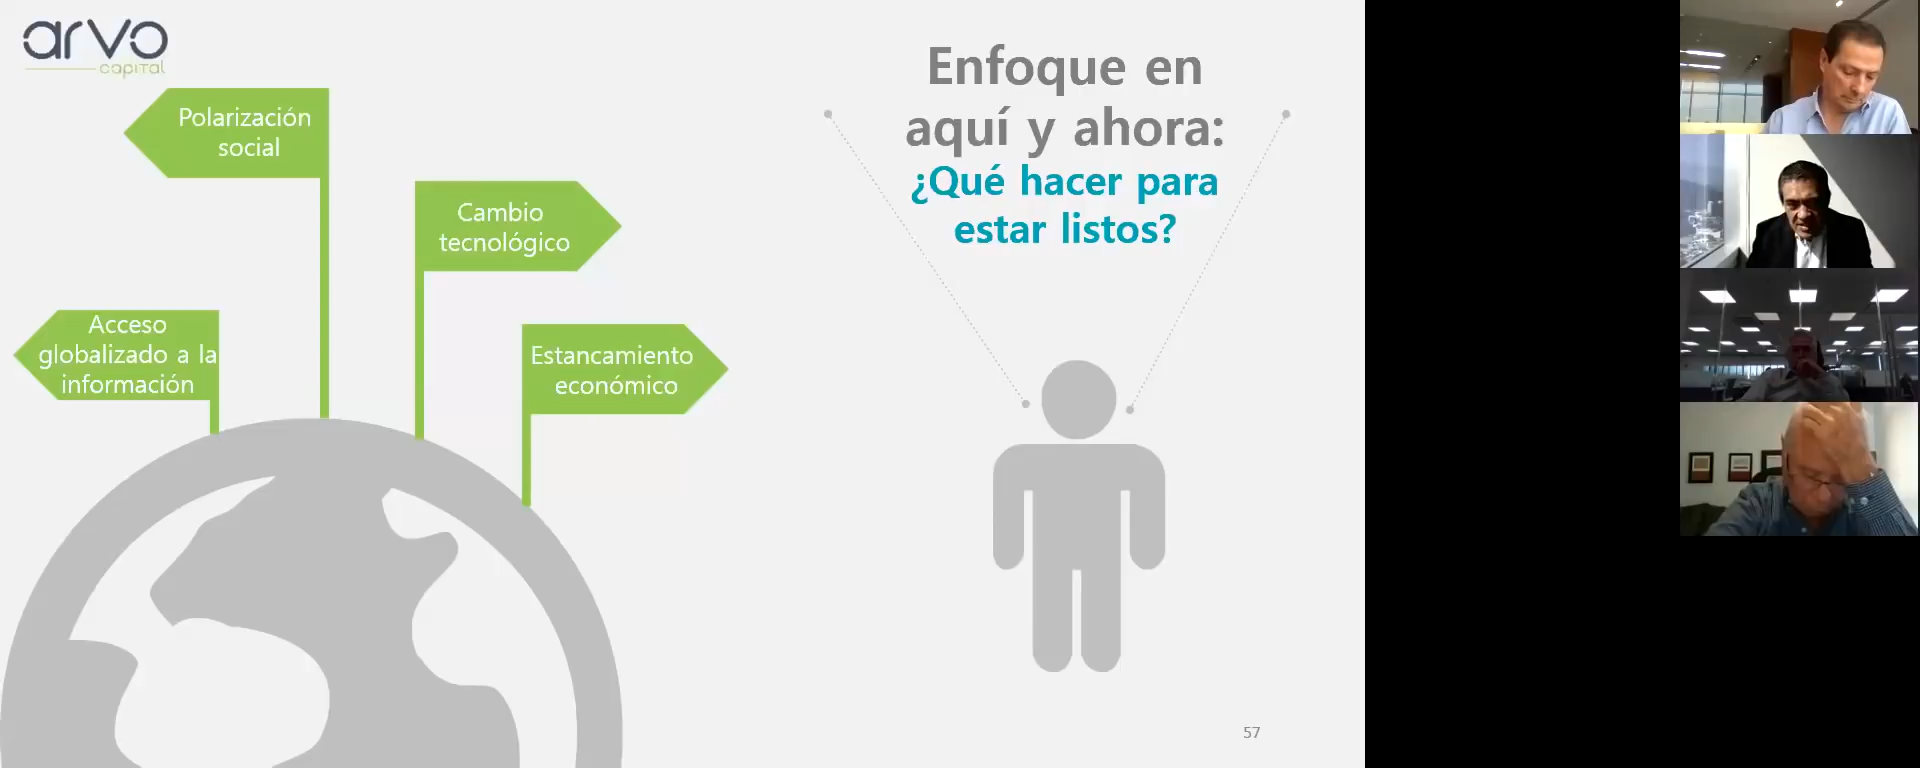 arvo
capital
Polarización
social
Cambio
tecnológico
Acceso
globalizado a la
información
Estancamiento
económico
Enfoque en
aquí y ahora:
¿Qué hacer para
estar listos?
57